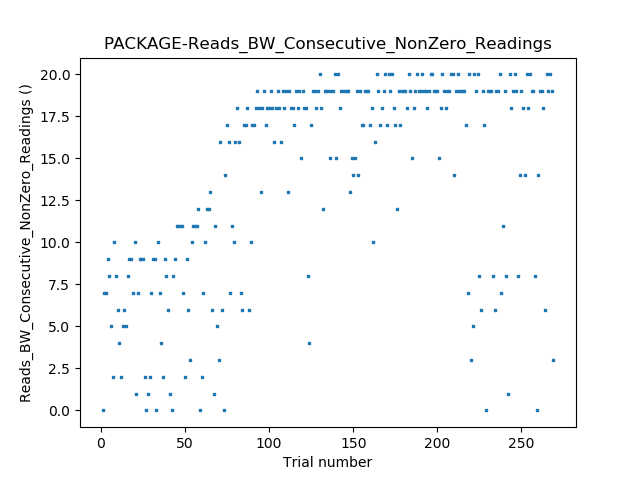 PACKAGE-Reads_BW_Consecutive_NonZero_Readings
20.0
17.5
15.0
12.5
10.0
7.5
5.0
2.5
0.0
Reads_BW_Consecutive_NonZero_Readings ()
0 50 100 150 200 250
Trial number